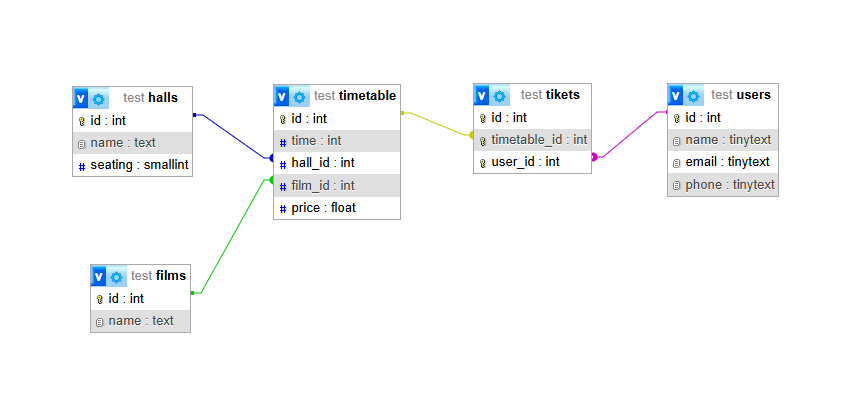 v test halls
id : int
name : text
seating : smallint
v test timetable
id : int
time : int
hall_id : int
film_id : int
price : float
v test tikets
id : int
timetable_id : int
user_id : int
v test users
id : int
name : tinytext
email : tinytext
phone : tinytext
v test films
id : int
name : text